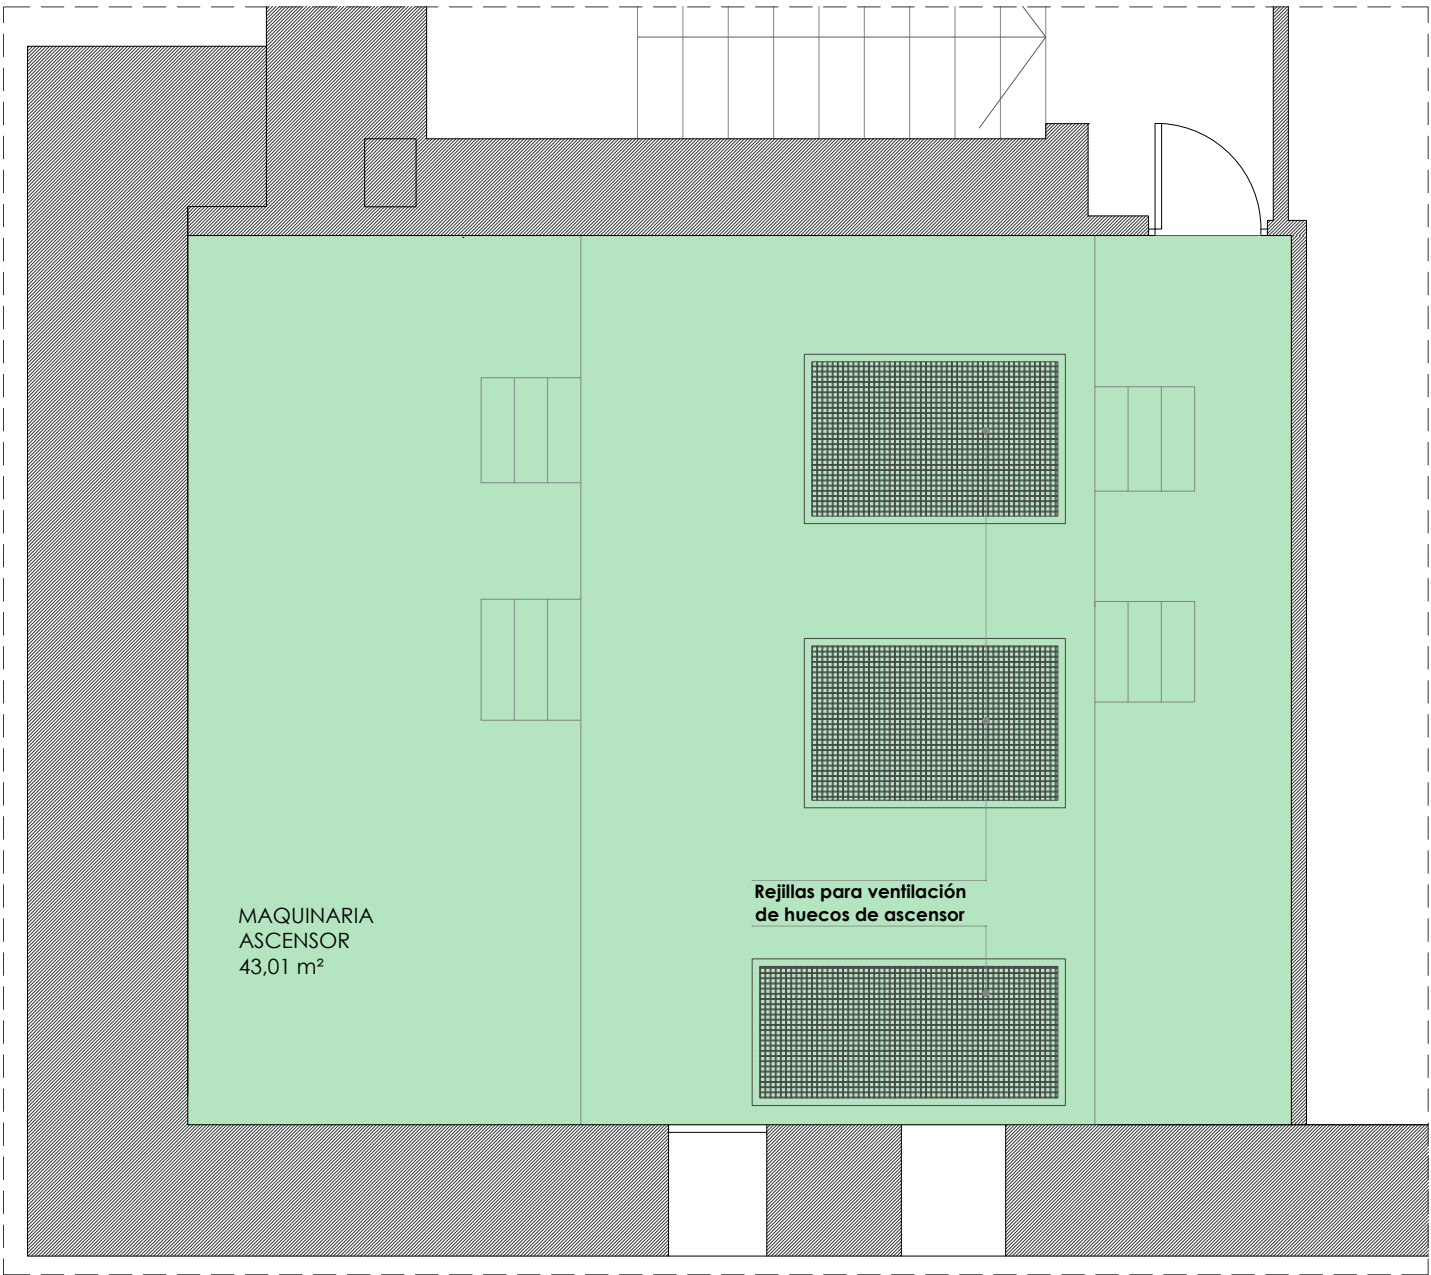 Rejillas para ventilación
de huecos de ascensor
MAQUINARIA
ASCENSOR
43,01 m²